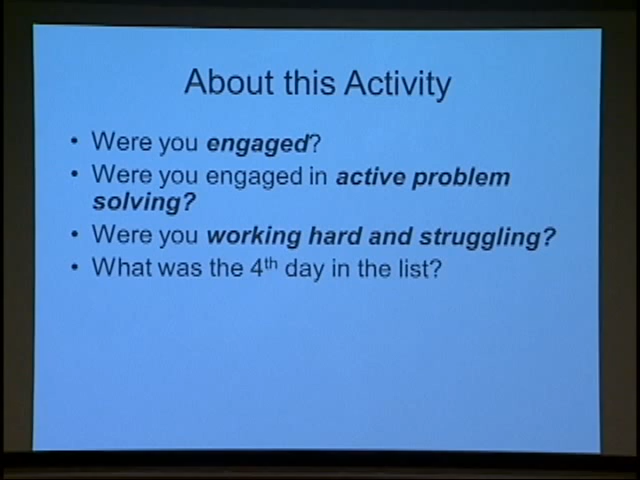 About this Activity
• Were you engaged?
• Were you engaged in active problem
solving?
• Were you working hard and struggling?
• What was the 4th day in the list?